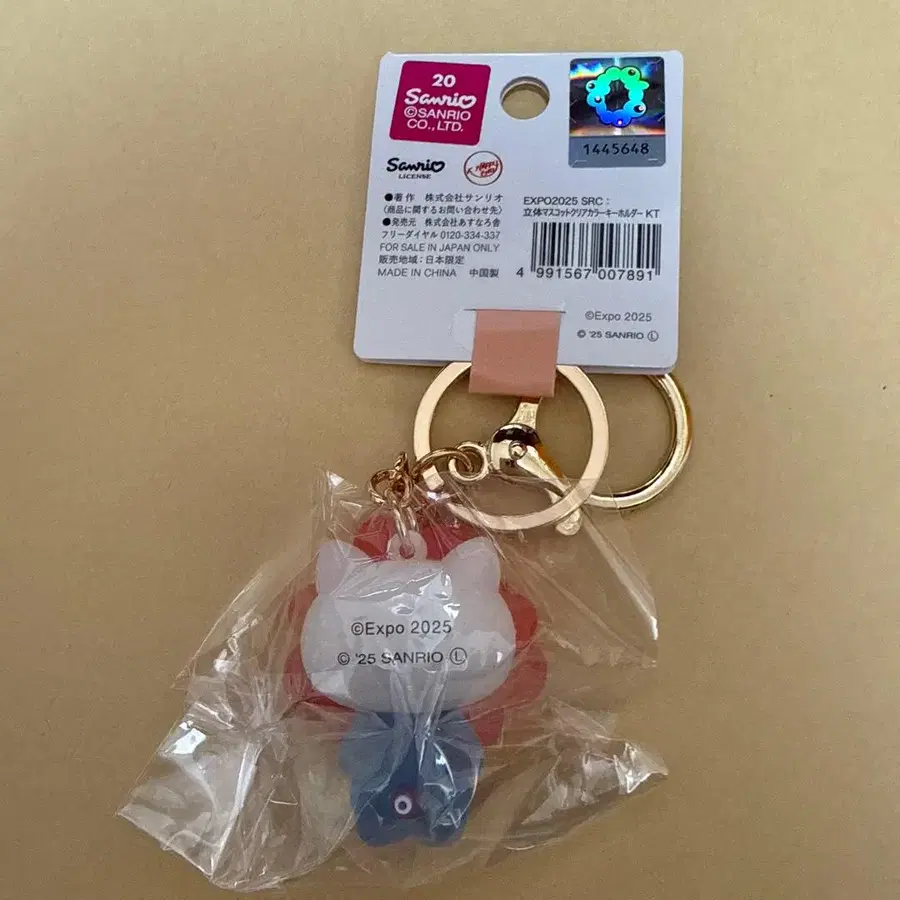 20
Sanrio
©SANRIO
CO., LTD.
1445648
Sanrio
LICENSE
●著作 株式会社サンリオ
〈商品に関するお問い合わせ先〉
●発売元 株式会社あすなろ舎
フリーダイヤル 0120-334-337
FOR SALE IN JAPAN ONLY
販売地域:日本限定
MADE IN CHINA 中国製
EXPO2025 SRC:
立体マスコットクリアカラーキーホルダー KT
4 991567 007891
©Expo 2025
© '25 SANRIO Ⓛ
©Expo 2025
© '25 SANRIO Ⓛ